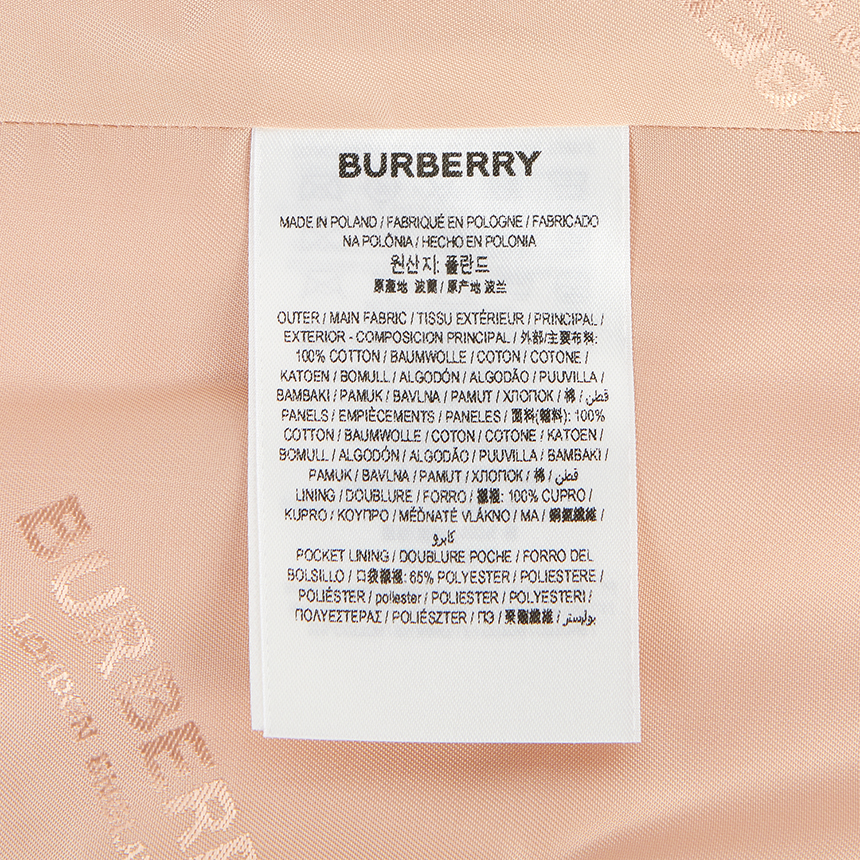 BURBERRY
MADE IN POLAND / FABRIQUÉ EN POLOGNE / FABRICADO
NA POLÔNIA / HECHO EN POLONIA
원산지: 폴란드
原產地 波蘭 / 原产地 波兰
OUTER / MAIN FABRIC / TISSU EXTÉRIEUR / PRINCIPAL /
EXTERIOR - COMPOSICION PRINCIPAL / 外部/主要布料:
100% COTTON / BAUMWOLLE / COTON / COTONE /
KATOEN / BOMULL / ALGODÓN / ALGODÃO / PUUVILLA /
BAMBAKI / PAMUK / BAVLNA / PAMUT / ХЛОПОК / 棉 / قطن /
PANELS / EMPIÈCEMENTS / PANELES / 面料(輔料): 100%
COTTON / BAUMWOLLE / COTON / COTONE / KATOEN /
BOMULL / ALGODÓN / ALGODÃO / PUUVILLA / BAMBAKI /
PAMUK / BAVLNA / PAMUT / ХЛОПОК / 棉 / قطن /
LINING / DOUBLURE / FORRO / 襯裡: 100% CUPRO /
KUPRO / ΚΟΥΠΡΟ / MĚĎNATÉ VLÁKNO / MA / 銅氨纖維 /
كابرو
POCKET LINING / DOUBLURE POCHE / FORRO DEL
BOLSILLO / 口袋襯裡: 65% POLYESTER / POLIESTERE /
POLIÉSTER / poliester / POLIESTER / POLYESTERI /
ΠΟΛΥΕΣΤΕΡΑΣ / POLIÉSZTER / ПЭ / 聚酯纖維 / بوليستر /
BURBERR
LONDON ENGLA